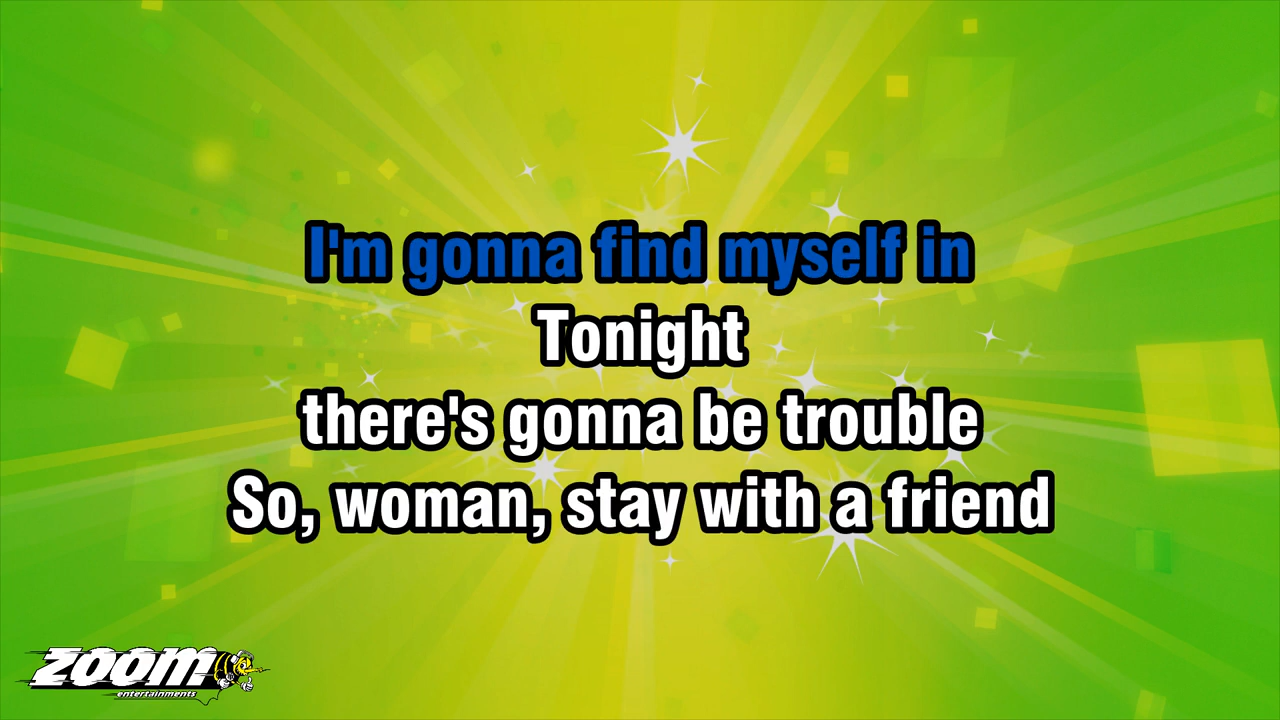 I'm gonna find myself in
Tonight
there's gonna be trouble
So, woman, stay with a friend
zoom
entertainments